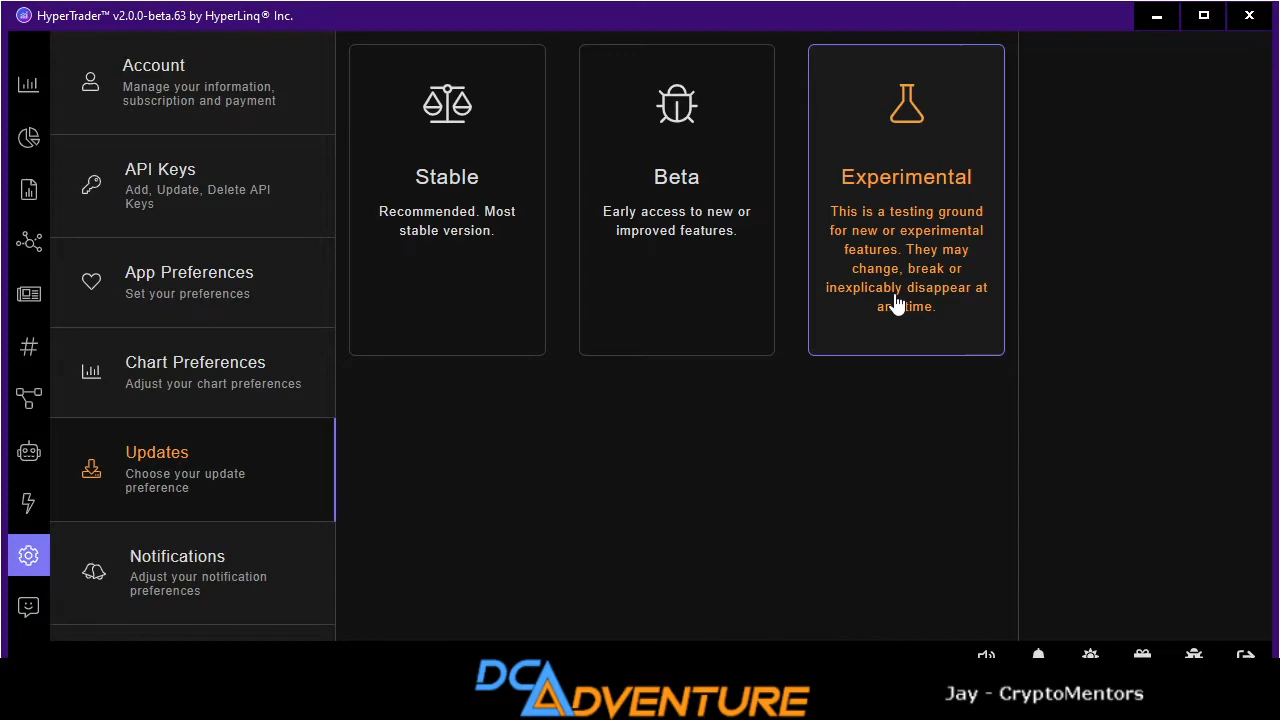 HyperTrader™ v2.0.0-beta.63 by HyperLinq® Inc.
Account
Manage your information,
subscription and payment
API Keys
Add, Update, Delete API
Keys
App Preferences
Set your preferences
Chart Preferences
Adjust your chart preferences
Updates
Choose your update
preference
Notifications
Adjust your notification
preferences
Stable
Recommended. Most
stable version.
Beta
Early access to new or
improved features.
Experimental
This is a testing ground
for new or experimental
features. They may
change, break or
inexplicably disappear at
time.
DCADVENTURE
Jay - CryptoMentors